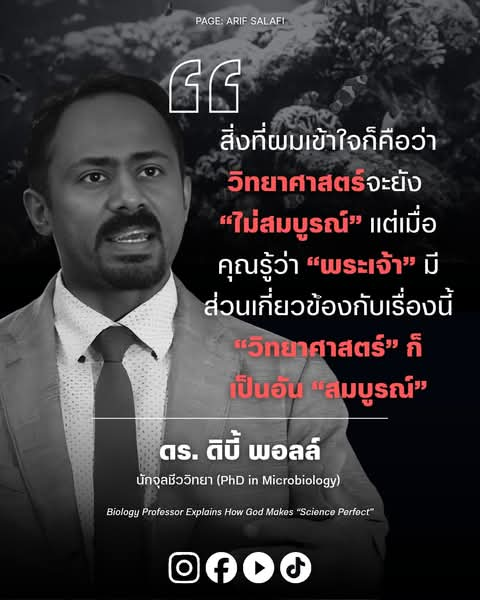 PAGE: ARIF SALAFI
สิ่งที่ผมเข้าใจก็คือว่า
วิทยาศาสตร์จะยัง
“ไม่สมบูรณ์” แต่เมื่อ
คุณรู้ว่า “พระเจ้า” มี
ส่วนเกี่ยวข้องกับเรื่องนี้
“วิทยาศาสตร์” ก็
เป็นอัน “สมบูรณ์”
ดร. ดิบี้ พอลล์
นักจุลชีววิทยา (PhD in Microbiology)
Biology Professor Explains How God Makes “Science Perfect”